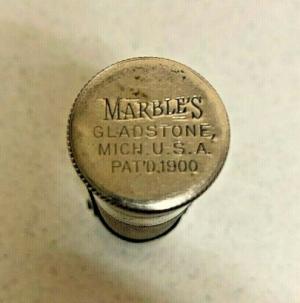 MARBLE'S
GLADSTONE,
MICH. U.S.A.
PAT'D.1900